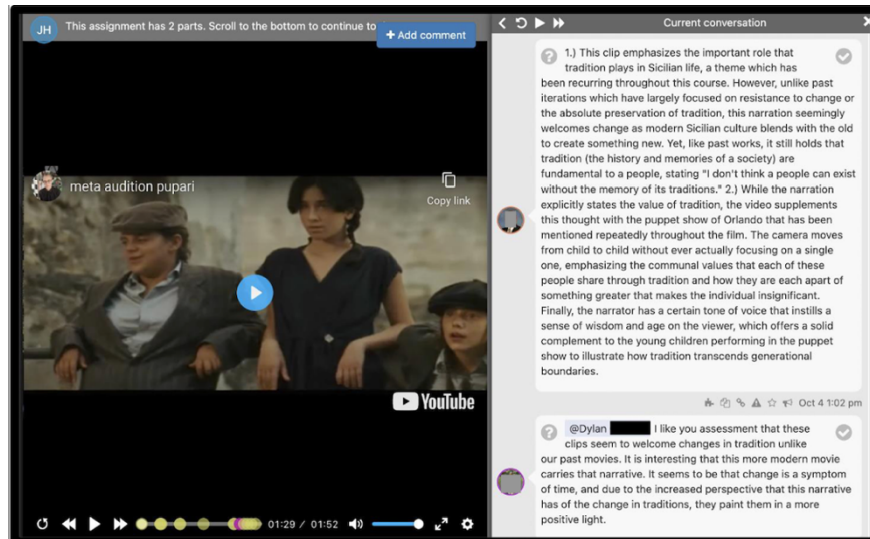 JH
This assignment has 2 parts. Scroll to the bottom to continue to
+ Add comment
meta audition pupari
Copy link
YouTube
01:29 / 01:52
Current conversation
1.) This clip emphasizes the important role that
tradition plays in Sicilian life, a theme which has
been recurring throughout this course. However, unlike past
iterations which have largely focused on resistance to change or
the absolute preservation of tradition, this narration seemingly
welcomes change as modern Sicilian culture blends with the old
to create something new. Yet, like past works, it still holds that
tradition (the history and memories of a society) are
fundamental to a people, stating "I don't think a people can exist
without the memory of its traditions." 2.) While the narration
explicitly states the value of tradition, the video supplements
this thought with the puppet show of Orlando that has been
mentioned repeatedly throughout the film. The camera moves
from child to child without ever actually focusing on a single
one, emphasizing the communal values that each of these
people share through tradition and how they are each apart of
something greater that makes the individual insignificant.
Finally, the narrator has a certain tone of voice that instills a
sense of wisdom and age on the viewer, which offers a solid
complement to the young children performing in the puppet
show to illustrate how tradition transcends generational
boundaries.
Oct 4 1:02 pm
@Dylan I like you assessment that these
clips seem to welcome changes in tradition unlike
our past movies. It is interesting that this more modern movie
carries that narrative. It seems to be that change is a symptom
of time, and due to the increased perspective that this narrative
has of the change in traditions, they paint them in a more
positive light.